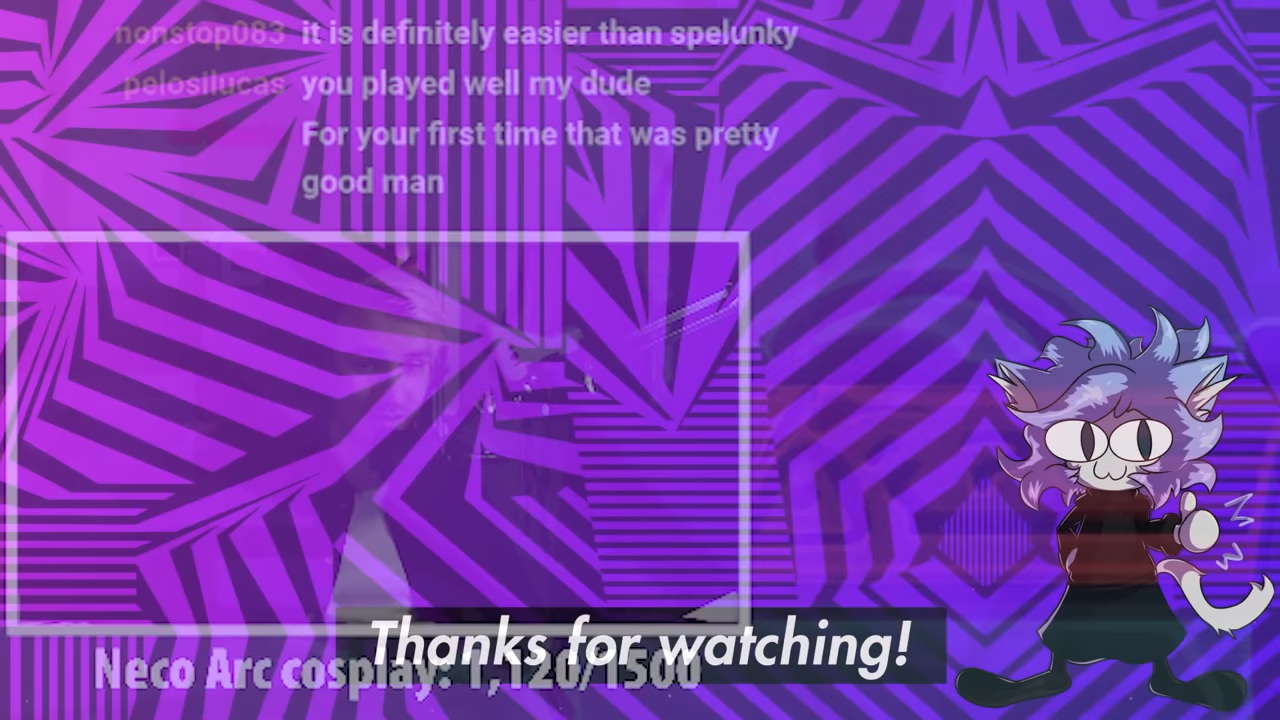 nonstop083 it is definitely easier than spelunky
pelosilucas you played well my dude
For your first time that was pretty
good man
Thanks for watching!
Neco Arc cosplay: 1,120/1500